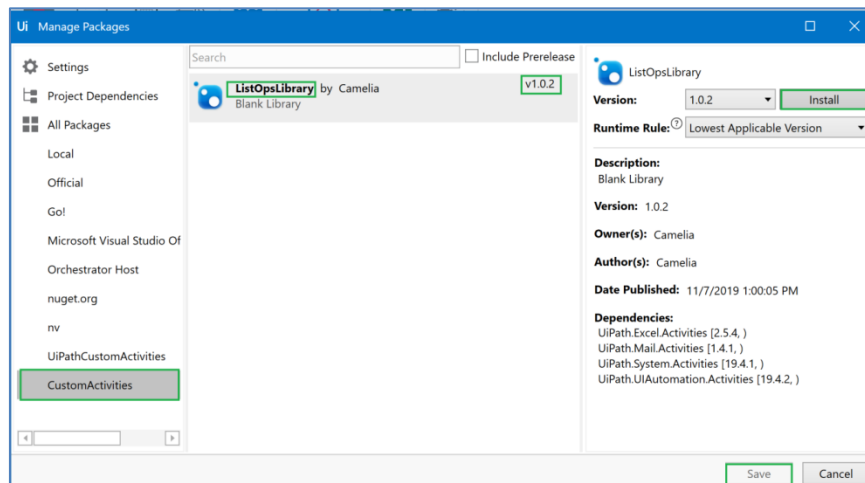 Ui Manage Packages
Settings
Project Dependencies
All Packages
Local
Official
Go!
Microsoft Visual Studio Of
Orchestrator Host
nuget.org
nv
UiPathCustomActivities
CustomActivities
Search
Include Prerelease
ListOpsLibrary by Camelia
v1.0.2
Blank Library
ListOpsLibrary
Version: 1.0.2 Install
Runtime Rule: ? Lowest Applicable Version
Description:
Blank Library
Version: 1.0.2
Owner(s): Camelia
Author(s): Camelia
Date Published: 11/7/2019 1:00:05 PM
Dependencies:
UiPath.Excel.Activities [2.5.4, )
UiPath.Mail.Activities [1.4.1, )
UiPath.System.Activities [19.4.1, )
UiPath.UIAutomation.Activities [19.4.2, )
Save Cancel